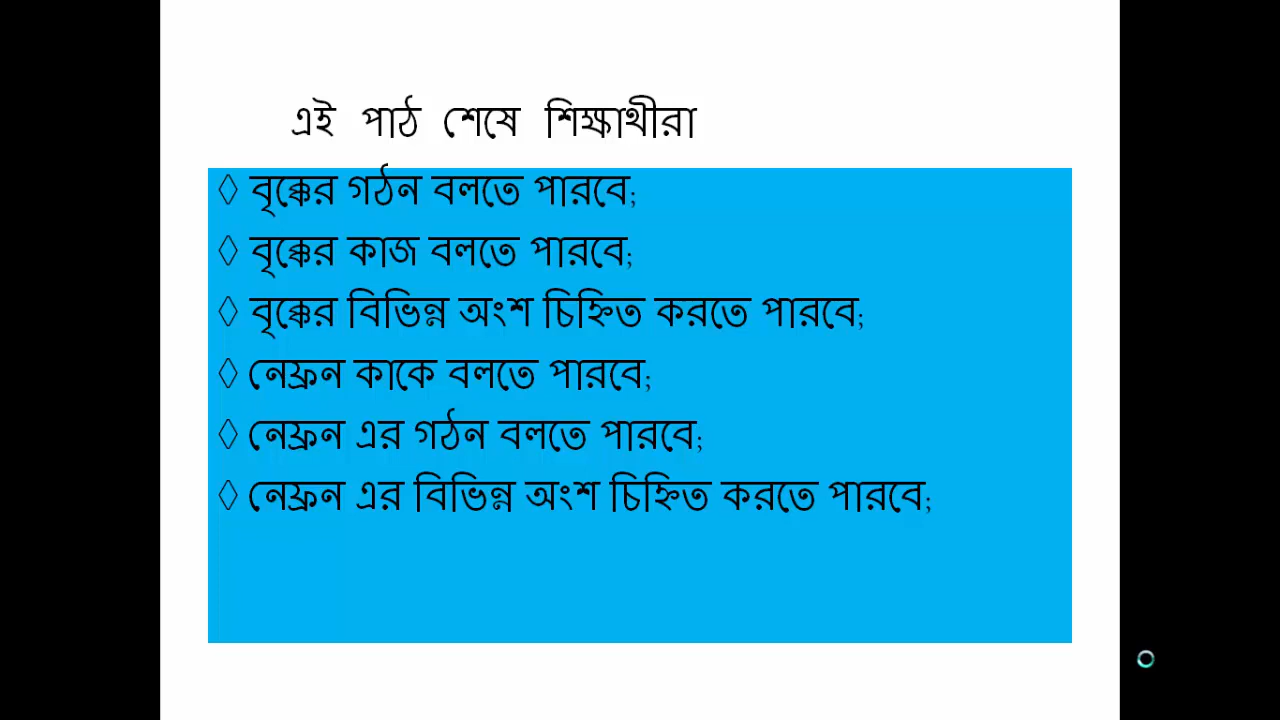 এই পাঠ শেষে শিক্ষাথীরা
◊ বৃক্কের গঠন বলতে পারবে;
◊ বৃক্কের কাজ বলতে পারবে;
◊ বৃক্কের বিভিন্ন অংশ চিহ্নিত করতে পারবে;
◊ নেফ্রন কাকে বলতে পারবে;
◊ নেফ্রন এর গঠন বলতে পারবে;
◊ নেফ্রন এর বিভিন্ন অংশ চিহ্নিত করতে পারবে;